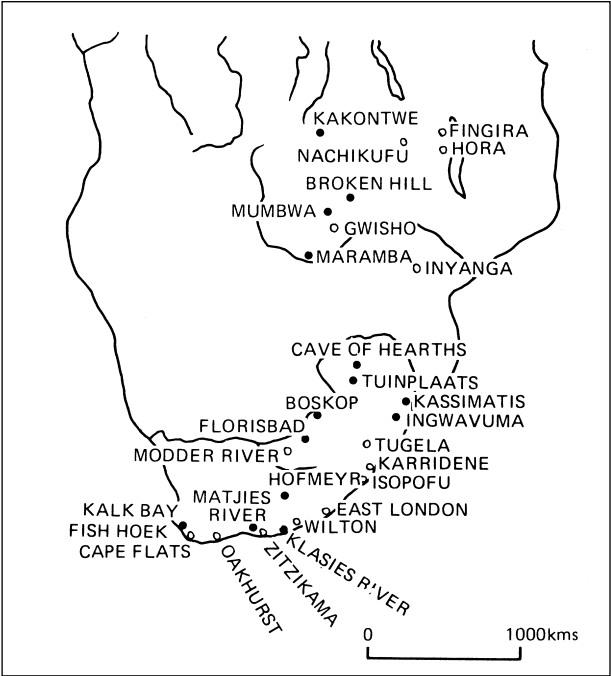 KAKONTWE
FINGIRA
NACHIKUFU
HORA
BROKEN HILL
MUMBWA
GWISHO
MARAMBA
INYANGA
CAVE OF HEARTHS
TUINPLAATS
BOSKOP
KASSIMATIS
INGWAVUMA
FLORISBAD
TUGELA
MODDER RIVER
KARRIDENE
HOFMEYR
ISOPOFU
MATJIES
RIVER
KALK BAY
EAST LONDON
FISH HOEK
WILTON
CAPE FLATS
OAKHURST
ZITZIKAMA
KLASIES RIVER
0 1000kms